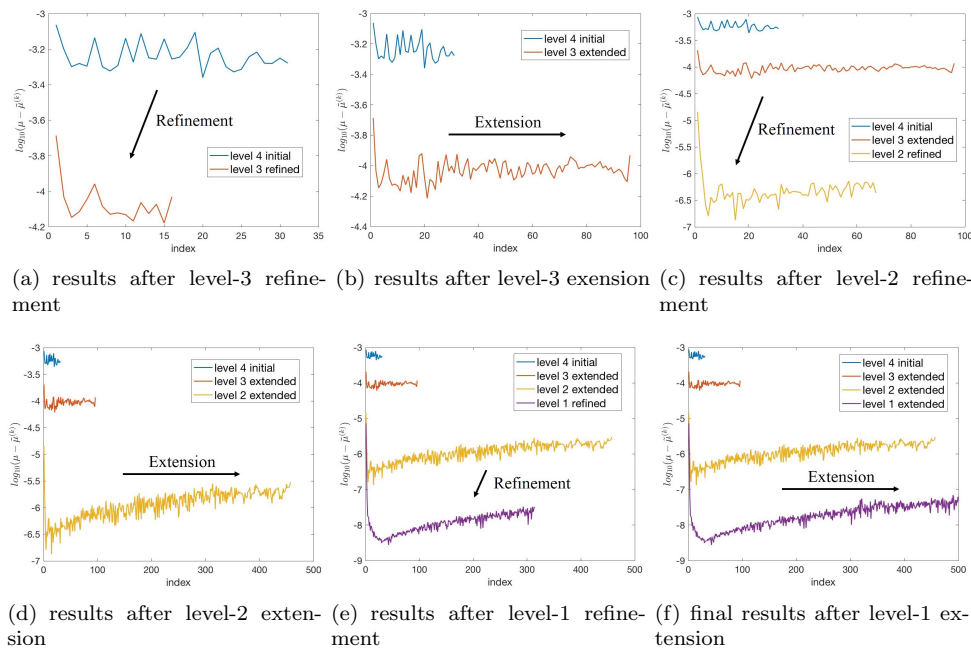 -3
-3.2
-3.4
-3.6
-3.8
-4
-4.2
log₁₀(μ − μ̄⁽ᵏ⁾)
Refinement
level 4 initial
level 3 refined
0 5 10 15 20 25 30 35
index
(a) results after level-3 refine-
ment
-3
-3.2
-3.4
-3.6
-3.8
-4
-4.2
-4.4
log₁₀(μ − μ̄⁽ᵏ⁾)
level 4 initial
level 3 extended
Extension
0 20 40 60 80 100
index
(b) results after level-3 exension
-3
-3.5
-4
-4.5
-5
-5.5
-6
-6.5
-7
log₁₀(μ − μ̄⁽ᵏ⁾)
Refinement
level 4 initial
level 3 extended
level 2 refined
0 20 40 60 80 100
index
(c) results after level-2 refine-
ment
-3
-3.5
-4
-4.5
-5
-5.5
-6
-6.5
-7
log₁₀(μ − μ̄⁽ᵏ⁾)
level 4 initial
level 3 extended
level 2 extended
Extension
0 100 200 300 400 500
index
(d) results after level-2 exten-
sion
-3
-4
-5
-6
-7
-8
-9
log₁₀(μ − μ̄⁽ᵏ⁾)
level 4 initial
level 3 extended
level 2 extended
level 1 refined
Refinement
0 100 200 300 400 500
index
(e) results after level-1 refine-
ment
-3
-4
-5
-6
-7
-8
-9
log₁₀(μ − μ̄⁽ᵏ⁾)
level 4 initial
level 3 extended
level 2 extended
level 1 extended
Extension
0 100 200 300 400 500
index
(f) final results after level-1 ex-
tension